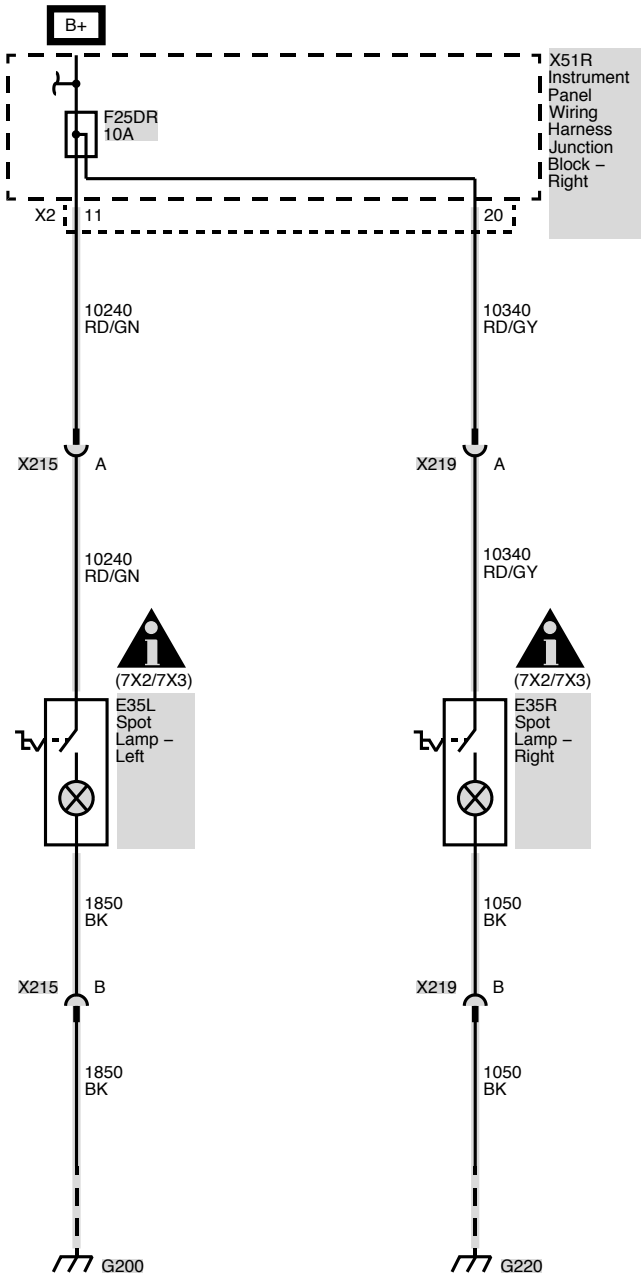 B+
X51R
Instrument
Panel
Wiring
Harness
Junction
Block –
Right
F25DR
10A
X2 11 20
10240
RD/GN
10340
RD/GY
X215 A
X219 A
10240
RD/GN
10340
RD/GY
i
(7X2/7X3)
i
(7X2/7X3)
E35L
Spot
Lamp –
Left
E35R
Spot
Lamp –
Right
1850
BK
1050
BK
X215 B
X219 B
1850
BK
1050
BK
G200
G220